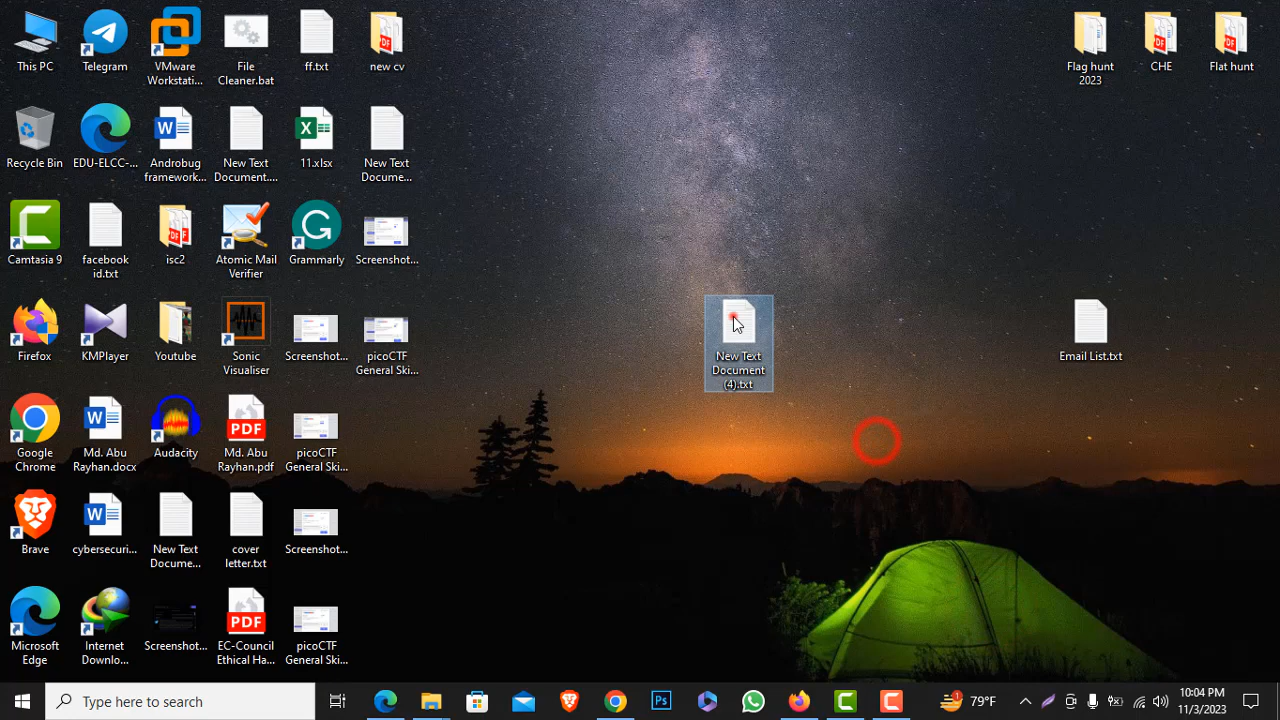 This PC
Telegram
VMware
Workstati...
File
Cleaner.bat
ff.txt
new cv
Flag hunt
2023
CHE
Flat hunt
Recycle Bin
EDU-ELCC-...
Androbug
framework...
New Text
Document....
11.xlsx
New Text
Docume...
Camtasia 9
facebook
id.txt
isc2
Atomic Mail
Verifier
Grammarly
Screenshot...
Firefox
KMPlayer
Youtube
Sonic
Visualiser
Screenshot...
picoCTF
General Ski...
New Text
Document
(4).txt
Email List.txt
Google
Chrome
Md. Abu
Rayhan.docx
Audacity
PDF
Md. Abu
Rayhan.pdf
picoCTF
General Ski...
Brave
cybersecuri...
New Text
Docume...
cover
letter.txt
Screenshot...
Microsoft
Edge
Internet
Downlo...
Screenshot...
PDF
EC-Council
Ethical Ha...
picoCTF
General Ski...
Type here to search
79°F
0:04 PM
11/3/2023